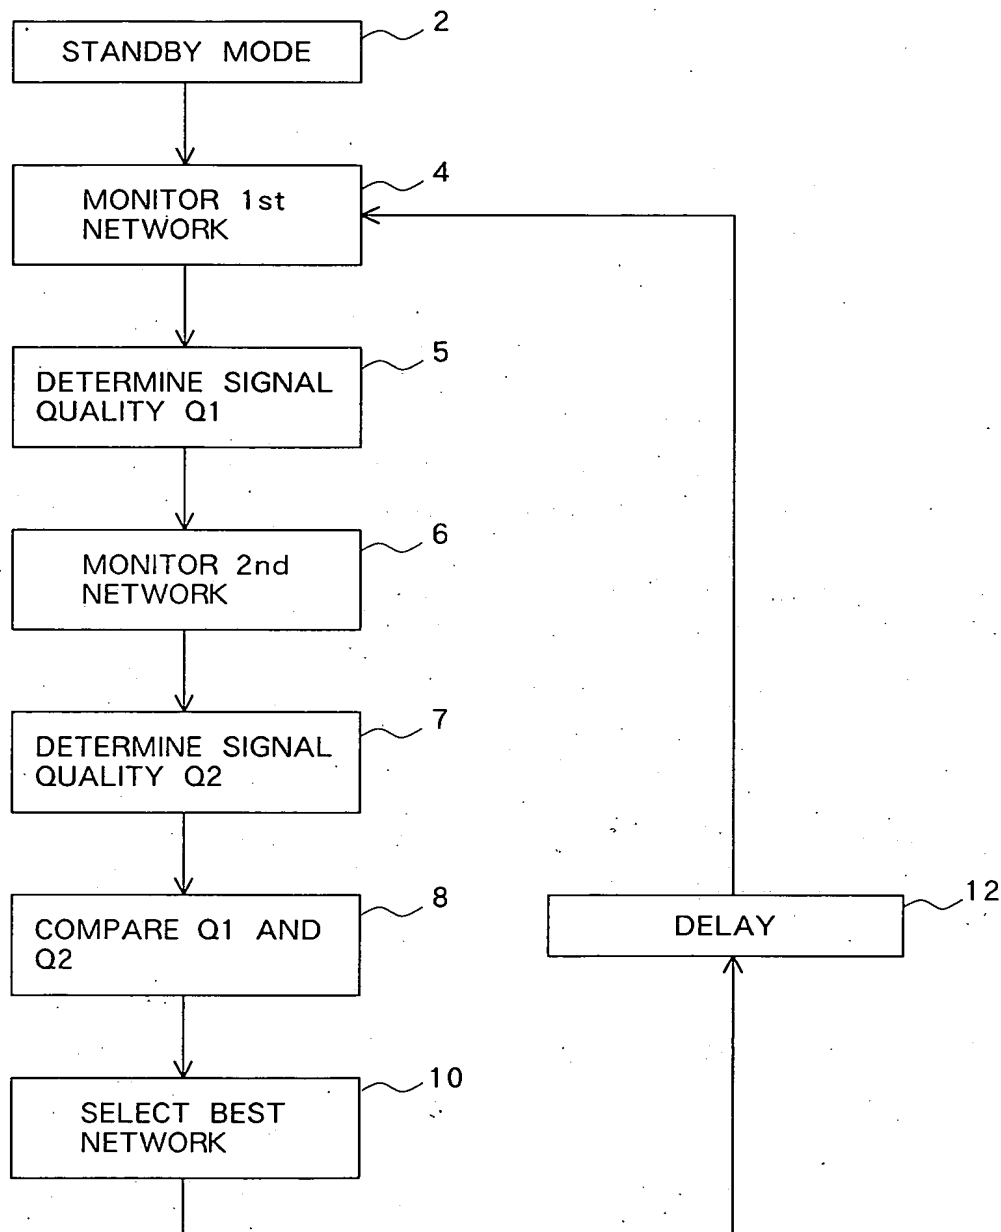 STANDBY MODE
2
MONITOR 1st
NETWORK
4
DETERMINE SIGNAL
QUALITY Q1
5
MONITOR 2nd
NETWORK
6
DETERMINE SIGNAL
QUALITY Q2
7
COMPARE Q1 AND
Q2
8
DELAY
12
SELECT BEST
NETWORK
10